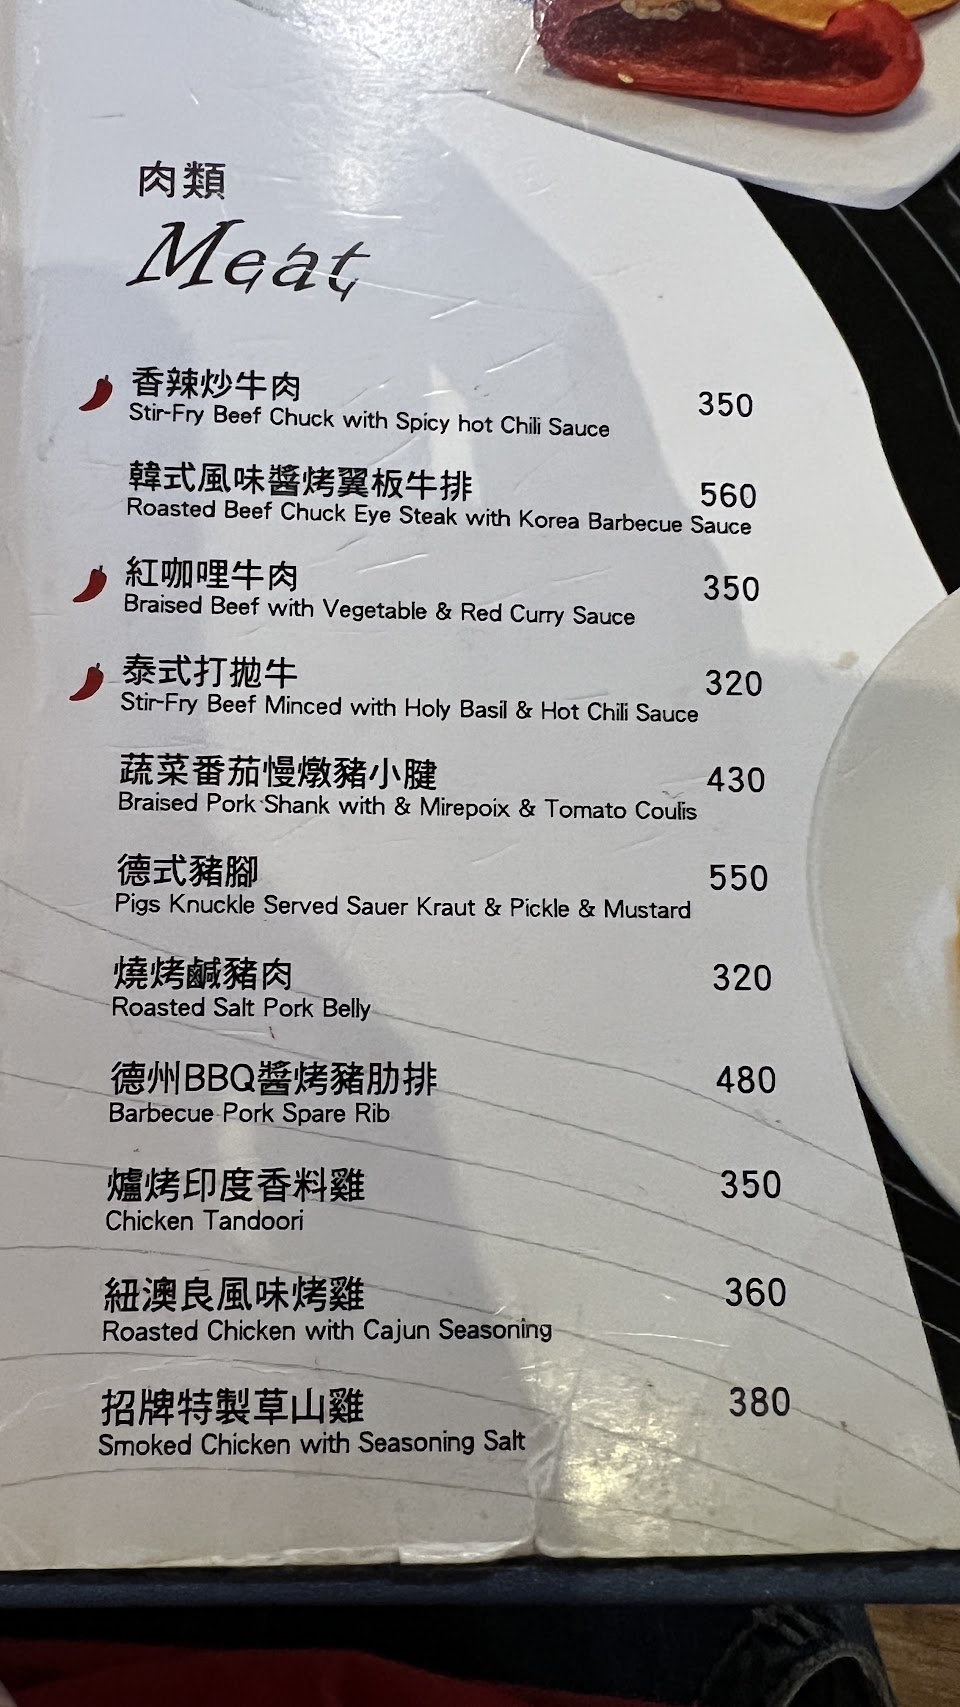 肉類
Meat
香辣炒牛肉 350
Stir-Fry Beef Chuck with Spicy hot Chili Sauce
韓式風味醬烤翼板牛排 560
Roasted Beef Chuck Eye Steak with Korea Barbecue Sauce
紅咖哩牛肉 350
Braised Beef with Vegetable & Red Curry Sauce
泰式打拋牛 320
Stir-Fry Beef Minced with Holy Basil & Hot Chili Sauce
蔬菜番茄慢燉豬小腱 430
Braised Pork Shank with & Mirepoix & Tomato Coulis
德式豬腳 550
Pigs Knuckle Served Sauer Kraut & Pickle & Mustard
燒烤鹹豬肉 320
Roasted Salt Pork Belly
德州BBQ醬烤豬肋排 480
Barbecue Pork Spare Rib
爐烤印度香料雞 350
Chicken Tandoori
紐澳良風味烤雞 360
Roasted Chicken with Cajun Seasoning
招牌特製草山雞 380
Smoked Chicken with Seasoning Salt